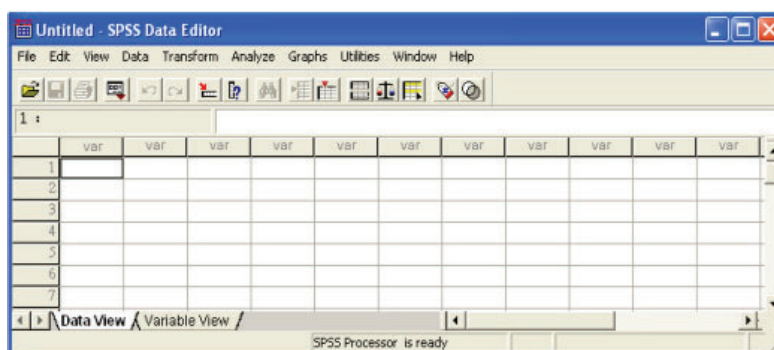 Untitled - SPSS Data Editor
File Edit View Data Transform Analyze Graphs Utilities Window Help
1 :
var var var var var var var var var var var
1
2
3
4
5
6
7
Data View Variable View
SPSS Processor is ready